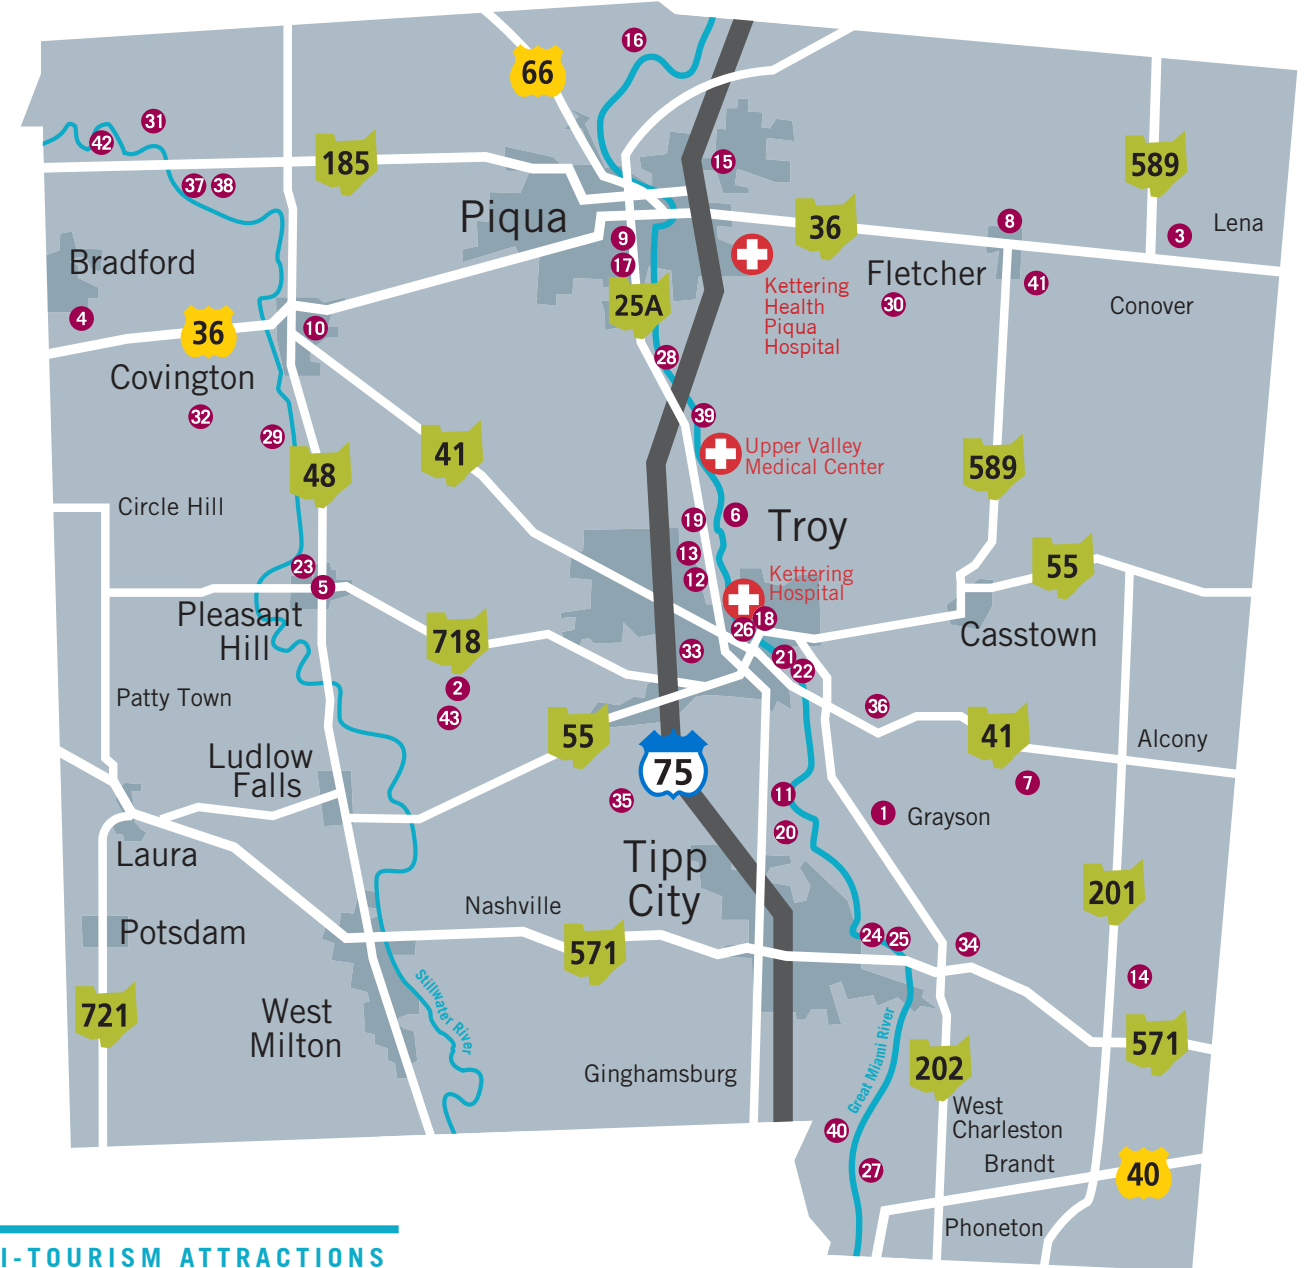 16
66
31
42
185
15
589
37
38
Piqua
36
8
Lena
9
3
Bradford
17
Kettering
Health
Piqua
Hospital
Fletcher
41
25A
30
Conover
4
36
10
28
Covington
32
39
29
41
Upper Valley
Medical Center
48
589
Circle Hill
19
6
Troy
13
23
12
Kettering
Hospital
55
5
Pleasant
Hill
18
26
718
Casstown
33
21
22
2
Patty Town
43
36
55
41
Alcony
Ludlow
Falls
75
7
35
11
1
Grayson
20
Laura
Tipp
City
201
Nashville
Potsdam
24
25
34
571
14
721
Stillwater River
West
Milton
571
Great Miami River
202
Ginghamsburg
West
Charleston
40
Brandt
27
40
Phoneton
I-TOURISM ATTRACTIONS